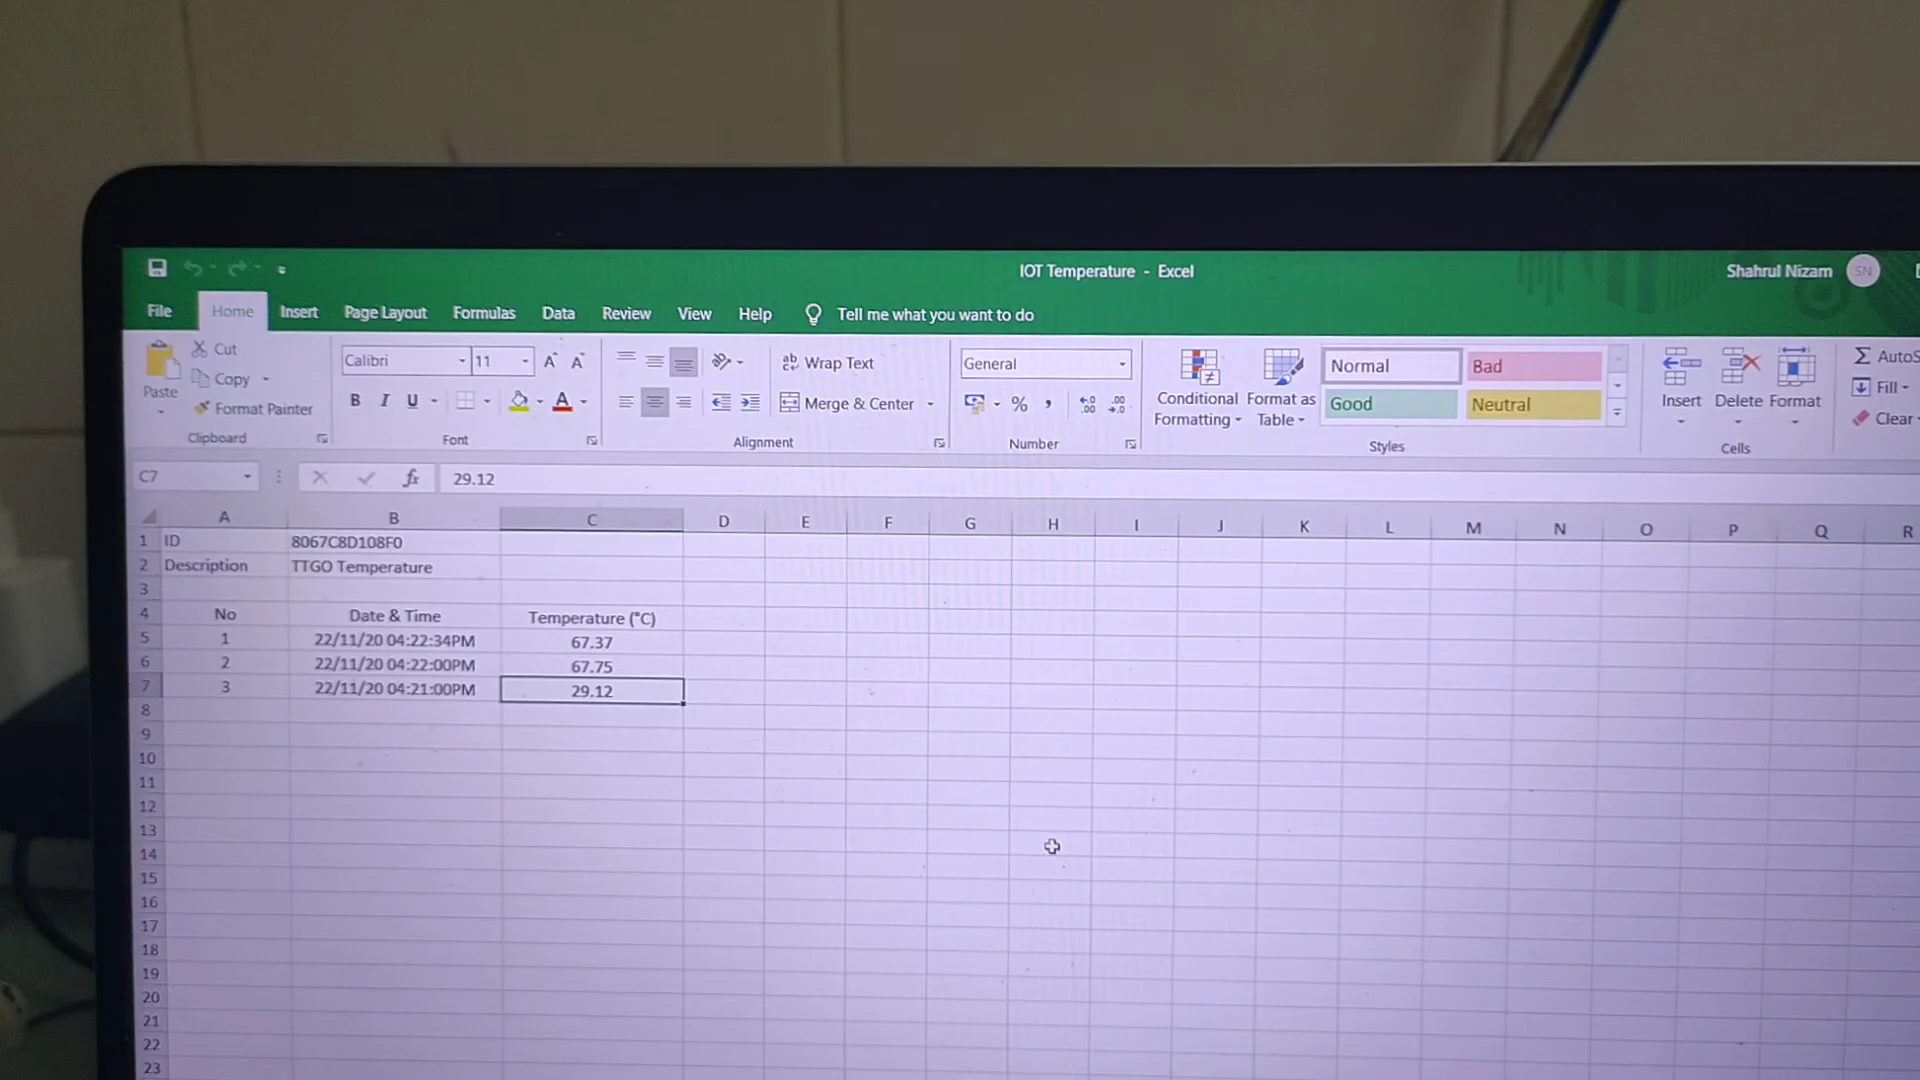 IOT Temperature - Excel
Shahrul Nizam SN
File Home Insert Page Layout Formulas Data Review View Help Tell me what you want to do
Paste
Cut
Copy
Format Painter
Clipboard
Calibri 11 A A
B I U A
Font
ab Wrap Text
Merge & Center
Alignment
General
% ,
Number
Conditional Formatting
Format as Table
Normal Bad
Good Neutral
Styles
Insert Delete Format
Cells
Σ AutoS
Fill
Clear
C7 fx 29.12
A B C D E F G H I J K L M N O P Q R
1 ID 8067C8D108F0
2 Description TTGO Temperature
3
4 No Date & Time Temperature (°C)
5 1 22/11/20 04:22:34PM 67.37
6 2 22/11/20 04:22:00PM 67.75
7 3 22/11/20 04:21:00PM 29.12
8
9
10
11
12
13
14
15
16
17
18
19
20
21
22
23